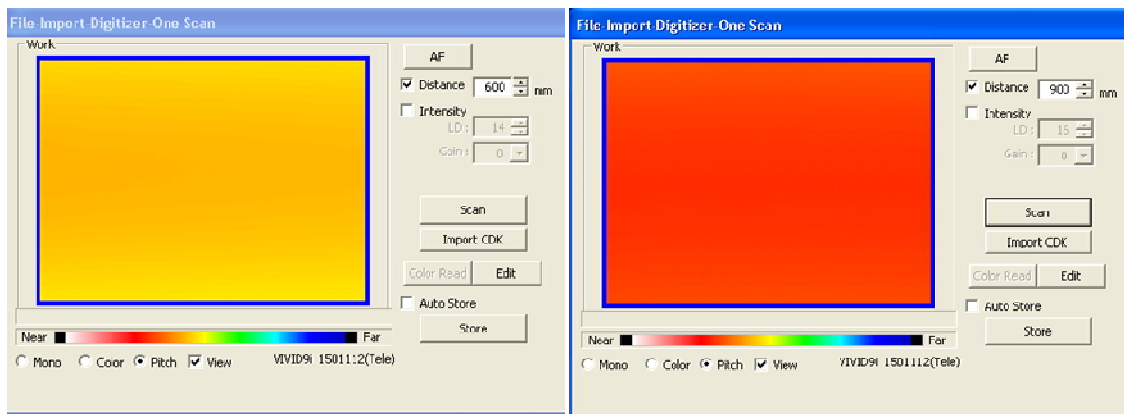 File-Import-Digitizer-One Scan
Work
AF
Distance 600 mm
Intensity
LD : 14
Gain : 0
Scan
Import CDK
Color Read Edit
Auto Store
Store
Near Far
Mono Color Pitch View VIVID9i 1501112(Tele)
File-Import-Digitizer-One Scan
Work
AF
Distance 900 mm
Intensity
LD : 15
Gain : 0
Scan
Import CDK
Color Read Edit
Auto Store
Store
Near Far
Mono Color Pitch View VIVID9i 1501112(Tele)